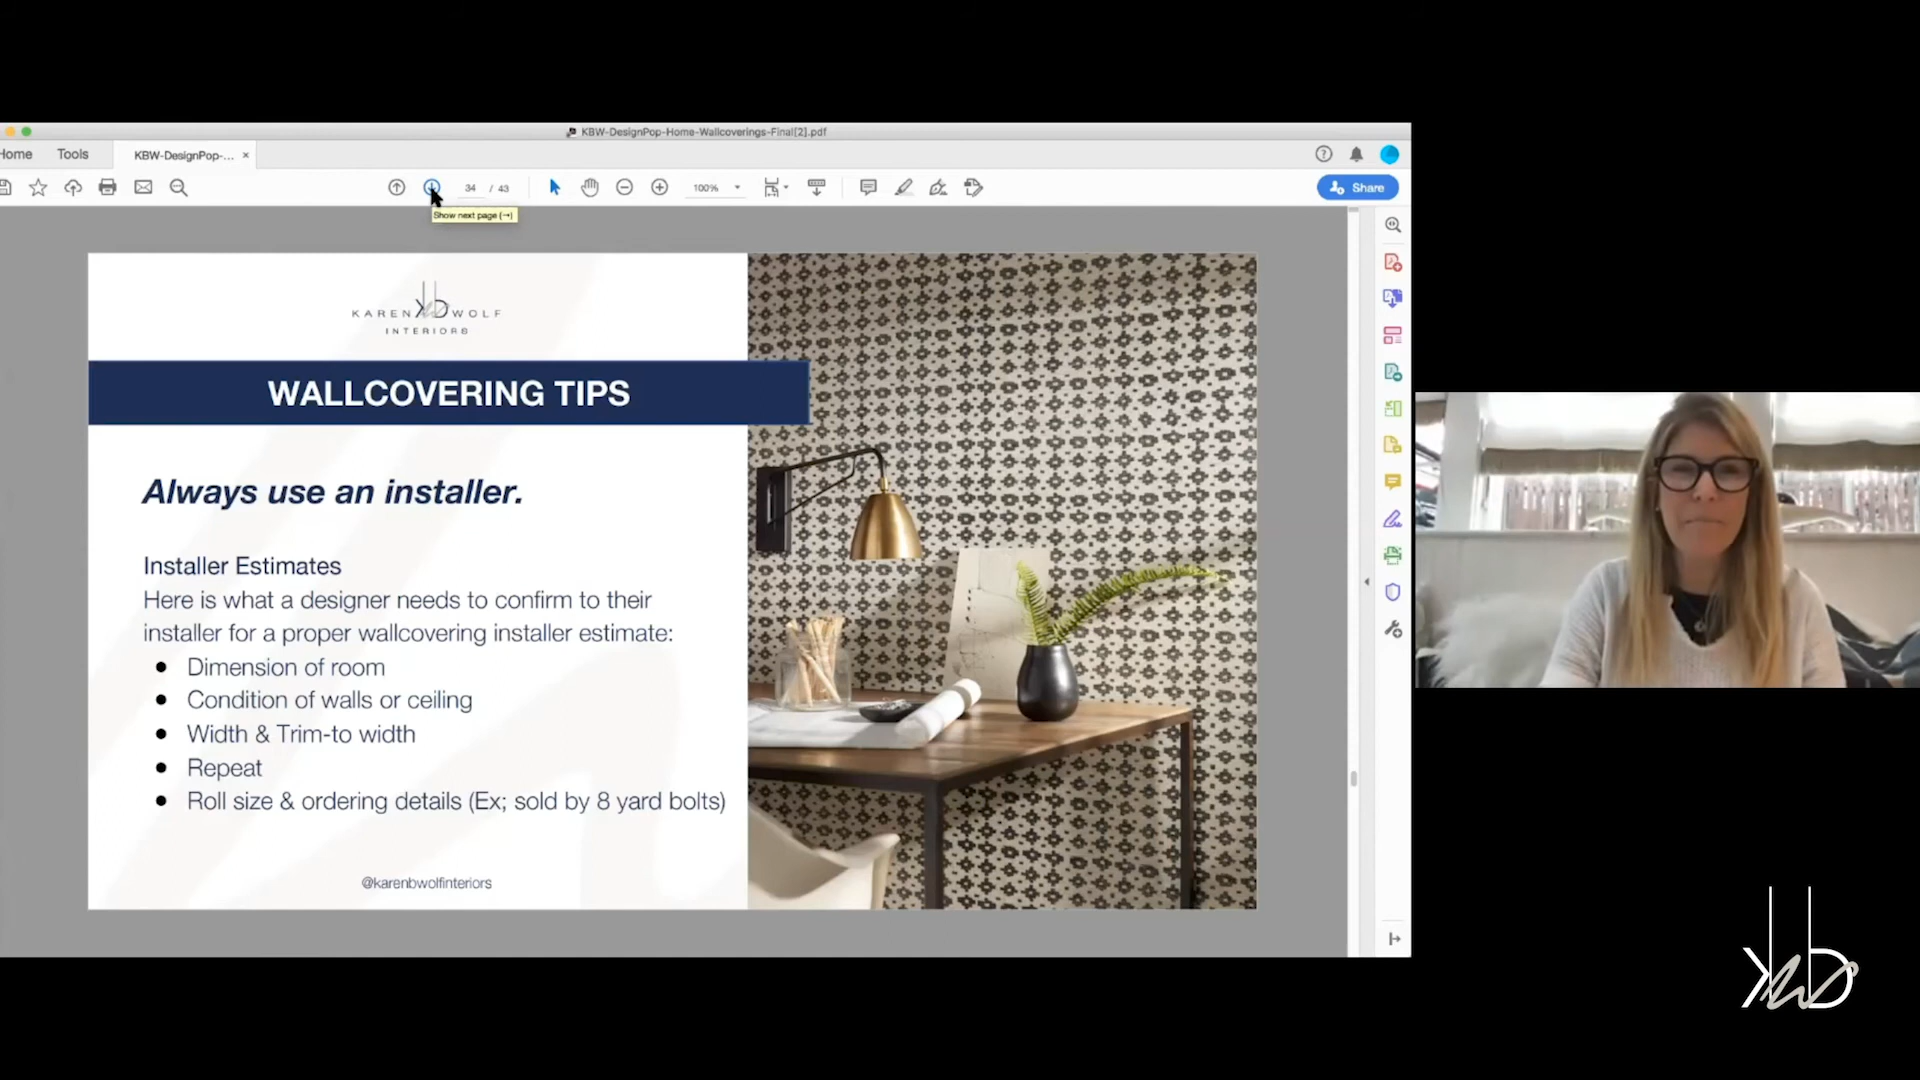 KBW-DesignPop-Home-Wallcoverings-Final[2].pdf
Home
Tools
KBW-DesignPop-... ×
34 / 43
100%
Share
Show next page (→)
KAREN WOLF
INTERIORS
WALLCOVERING TIPS
Always use an installer.
Installer Estimates
Here is what a designer needs to confirm to their
installer for a proper wallcovering installer estimate:
● Dimension of room
● Condition of walls or ceiling
● Width & Trim-to width
● Repeat
● Roll size & ordering details (Ex; sold by 8 yard bolts)
@karenbwolfinteriors